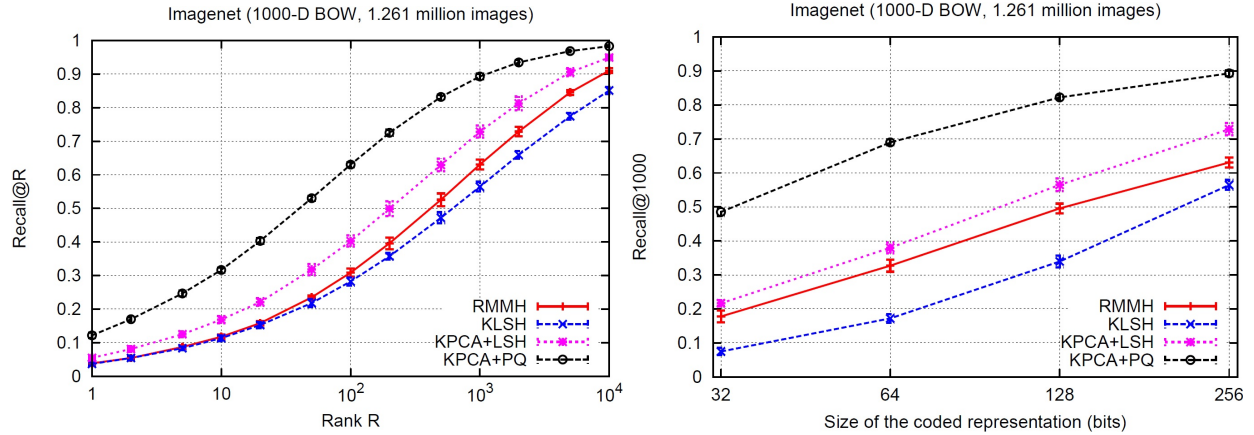 Imagenet (1000-D BOW, 1.261 million images)
1
0.9
0.8
0.7
0.6
0.5
0.4
0.3
0.2
0.1
0
Recall@R
RMMH
KLSH
KPCA+LSH
KPCA+PQ
1 10 10² 10³ 10⁴
Rank R
Imagenet (1000-D BOW, 1.261 million images)
1
0.9
0.8
0.7
0.6
0.5
0.4
0.3
0.2
0.1
0
Recall@1000
RMMH
KLSH
KPCA+LSH
KPCA+PQ
32 64 128 256
Size of the coded representation (bits)